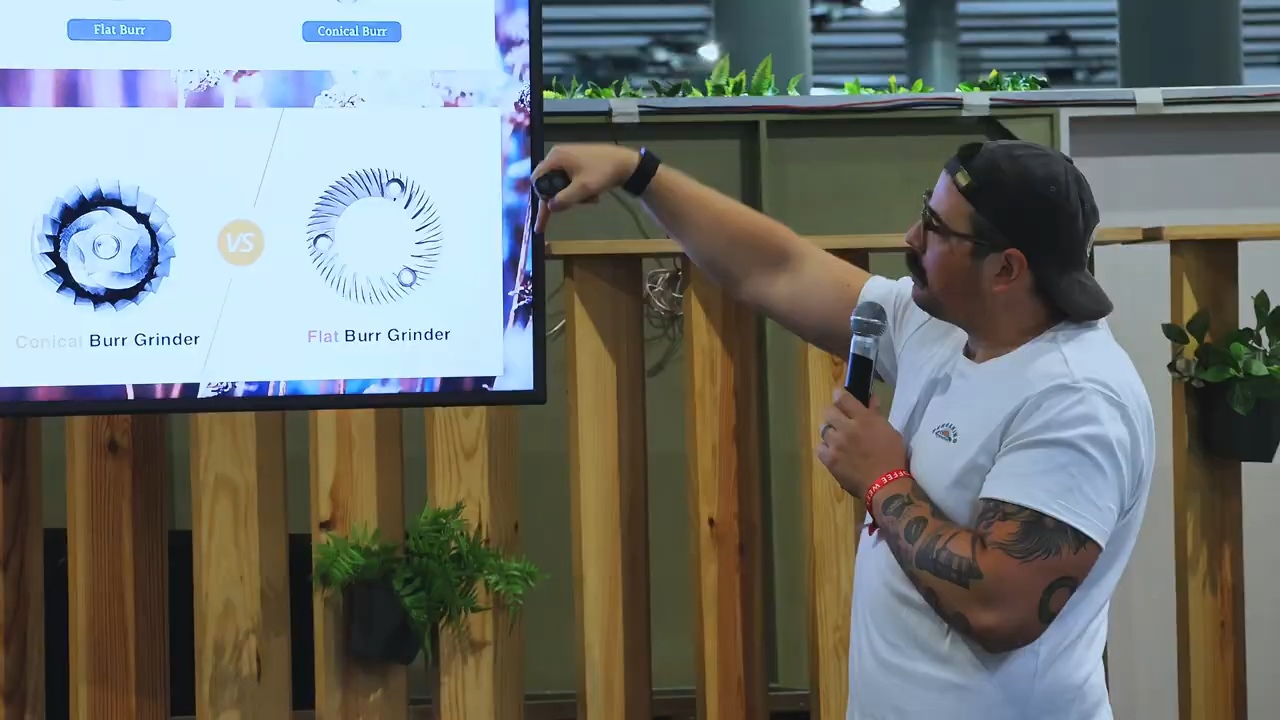 Flat Burr
Conical Burr
VS
Conical Burr Grinder
Flat Burr Grinder